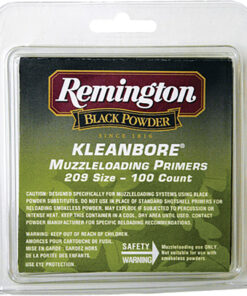 Remington®
BLACK POWDER
SINCE 1816
KLEANBORE®
MUZZLELOADING PRIMERS
209 SIZE – 100 COUNT
CAUTION: DESIGNED SPECIFICALLY FOR MUZZLELOADING SYSTEMS USING BLACK
POWDER SUBSTITUTES. DO NOT USE IN PLACE OF STANDARD SHOTSHELL PRIMERS FOR
RELOADING SMOKELESS POWDER. MAY EXPLODE IF SUBJECTED TO PERCUSSION OR
INTENSE HEAT. KEEP THIS CONTAINER IN A COOL, DRY AREA UNTIL USED. CONTACT
POWDER MANUFACTURER FOR SPECIFIC RELOADING RECOMMENDATIONS.
WARNING: KEEP OUT OF REACH OF CHILDREN.
AMORCES POUR CARTOUCHE DE FUSIL.
MISE EN GARDE: GARDER HORS
DE LA PORTÉE DES ENFANTS.
USE EYE PROTECTION.
SAFETY
WARNING
Muzzleloading use ONLY
Not suitable for use with
smokeless powders.